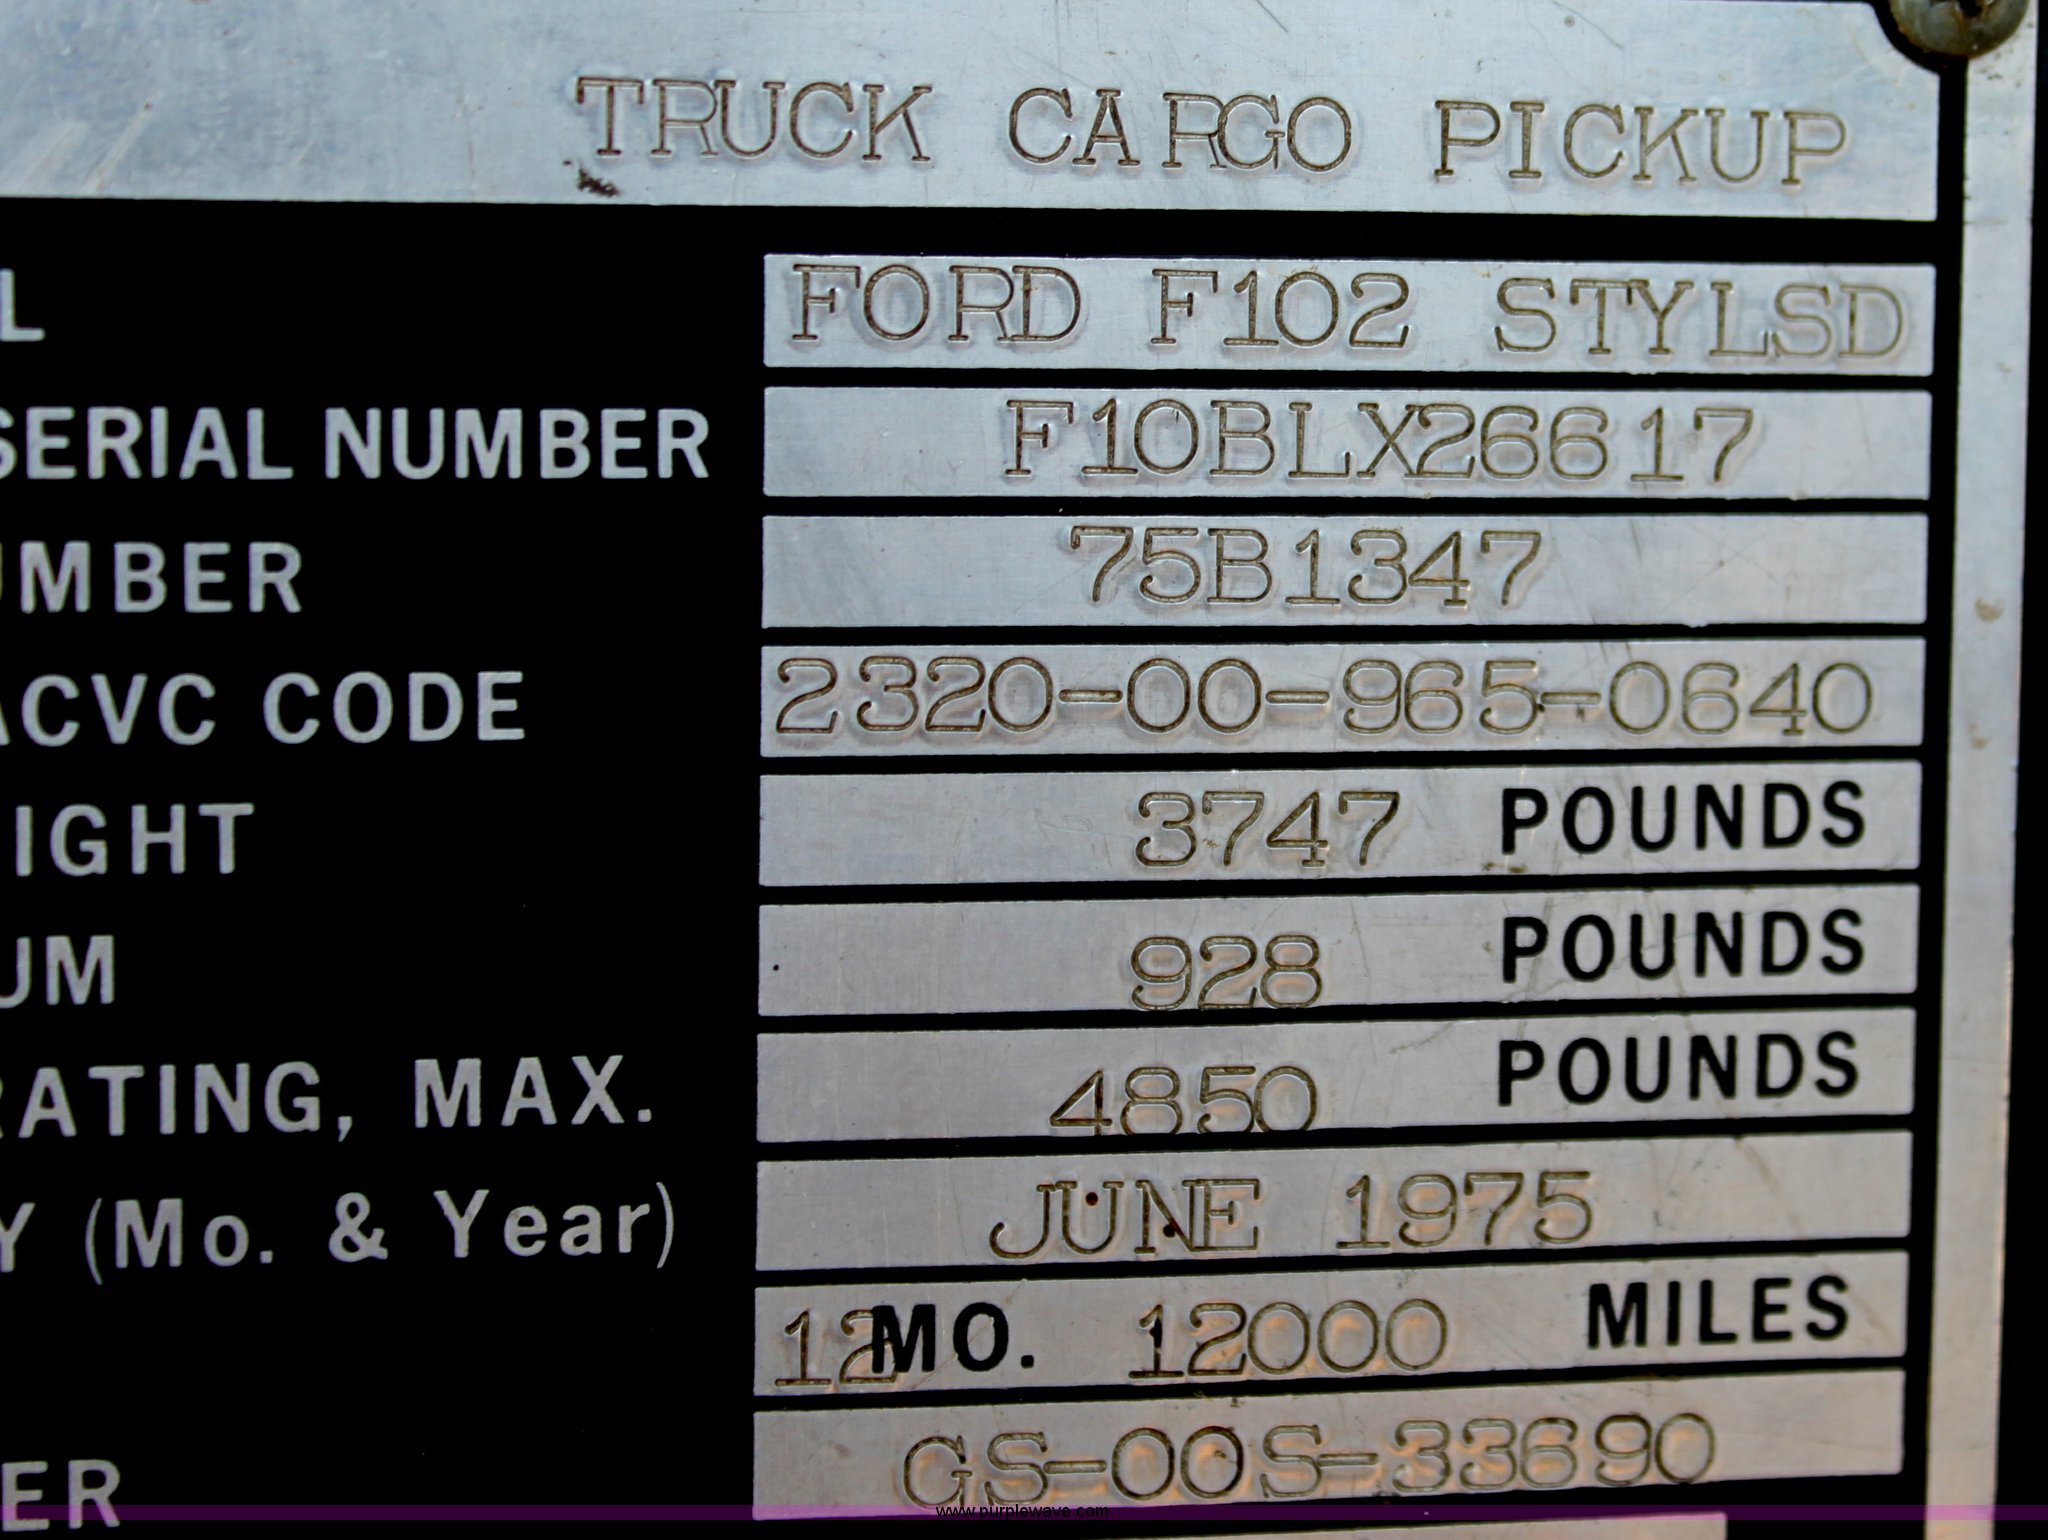 TRUCK CARGO PICKUP
L FORD F102 STYLSD
SERIAL NUMBER F10BLX26617
UMBER 75B1347
ACVC CODE 2320-00-965-0640
IGHT 3747 POUNDS
UM 928 POUNDS
RATING, MAX. 4850 POUNDS
Y (Mo. & Year) JUNE 1975
12 MO. 12000 MILES
ER GS-00S-33690
www.purplewave.com